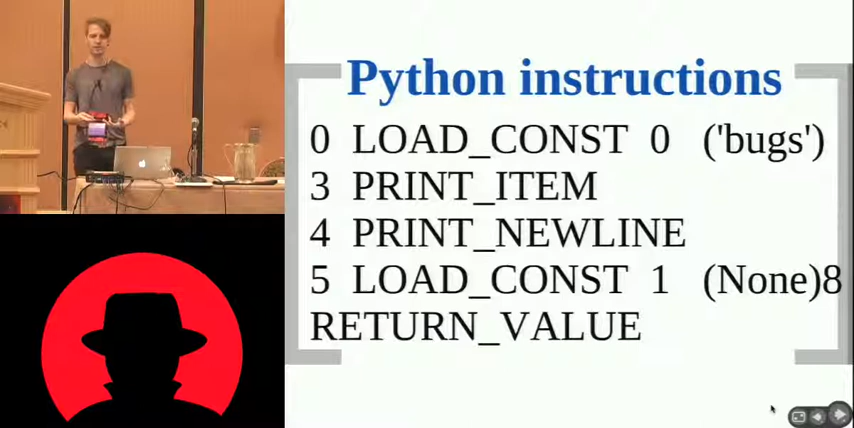 Python instructions
0 LOAD_CONST 0 ('bugs')
3 PRINT_ITEM
4 PRINT_NEWLINE
5 LOAD_CONST 1 (None)8
RETURN_VALUE